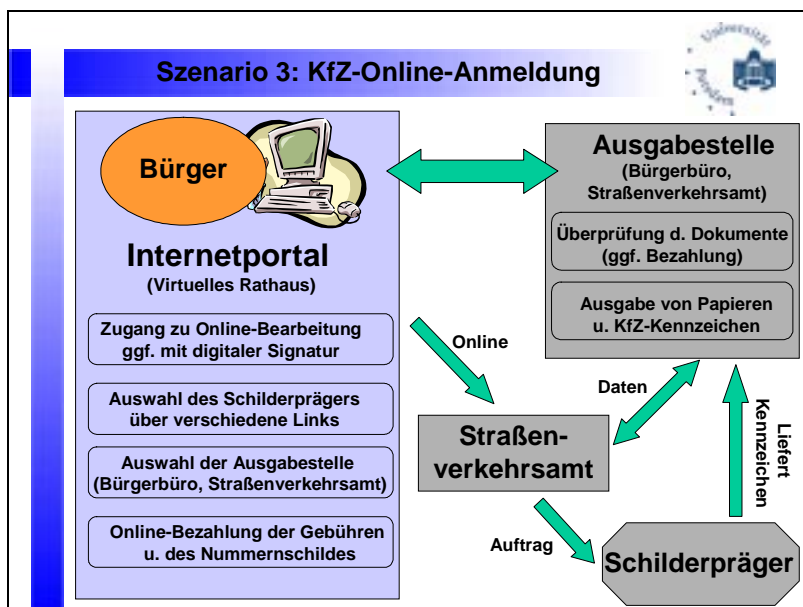 Szenario 3: KfZ-Online-Anmeldung
Universität
Potsdam
Bürger
Internetportal
(Virtuelles Rathaus)
Zugang zu Online-Bearbeitung
ggf. mit digitaler Signatur
Auswahl des Schilderprägers
über verschiedene Links
Auswahl der Ausgabestelle
(Bürgerbüro, Straßenverkehrsamt)
Online-Bezahlung der Gebühren
u. des Nummernschildes
Ausgabestelle
(Bürgerbüro,
Straßenverkehrsamt)
Überprüfung d. Dokumente
(ggf. Bezahlung)
Ausgabe von Papieren
u. KfZ-Kennzeichen
Online
Daten
Straßen-
verkehrsamt
Liefert
Kennzeichen
Auftrag
Schilderpräger